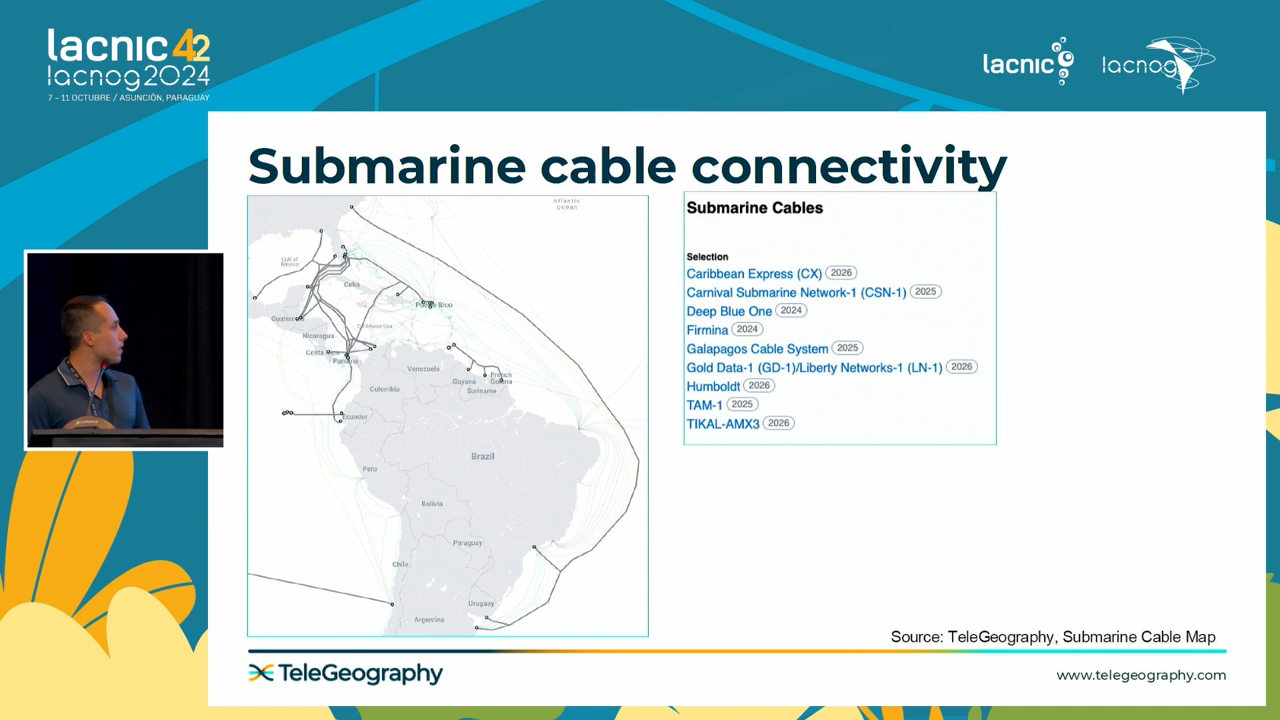 lacnic 42
lacnog2024
7 - 11 OCTUBRE / ASUNCIÓN, PARAGUAY
lacnic
lacnog
Submarine cable connectivity
Atlantic
Ocean
Gulf of
Mexico
Cuba
Puerto Rico
Caribbean Sea
Nicaragua
Costa Rica
Panama
Venezuela
Guyana
French
Guiana
Suriname
Colombia
Ecuador
Brazil
Peru
Bolivia
Paraguay
Chile
Uruguay
Argentina
Submarine Cables
Selection
Caribbean Express (CX) 2026
Carnival Submarine Network-1 (CSN-1) 2025
Deep Blue One 2024
Firmina 2024
Galapagos Cable System 2025
Gold Data-1 (GD-1)/Liberty Networks-1 (LN-1) 2026
Humboldt 2026
TAM-1 2025
TIKAL-AMX3 2026
Source: TeleGeography, Submarine Cable Map
TeleGeography
www.telegeography.com